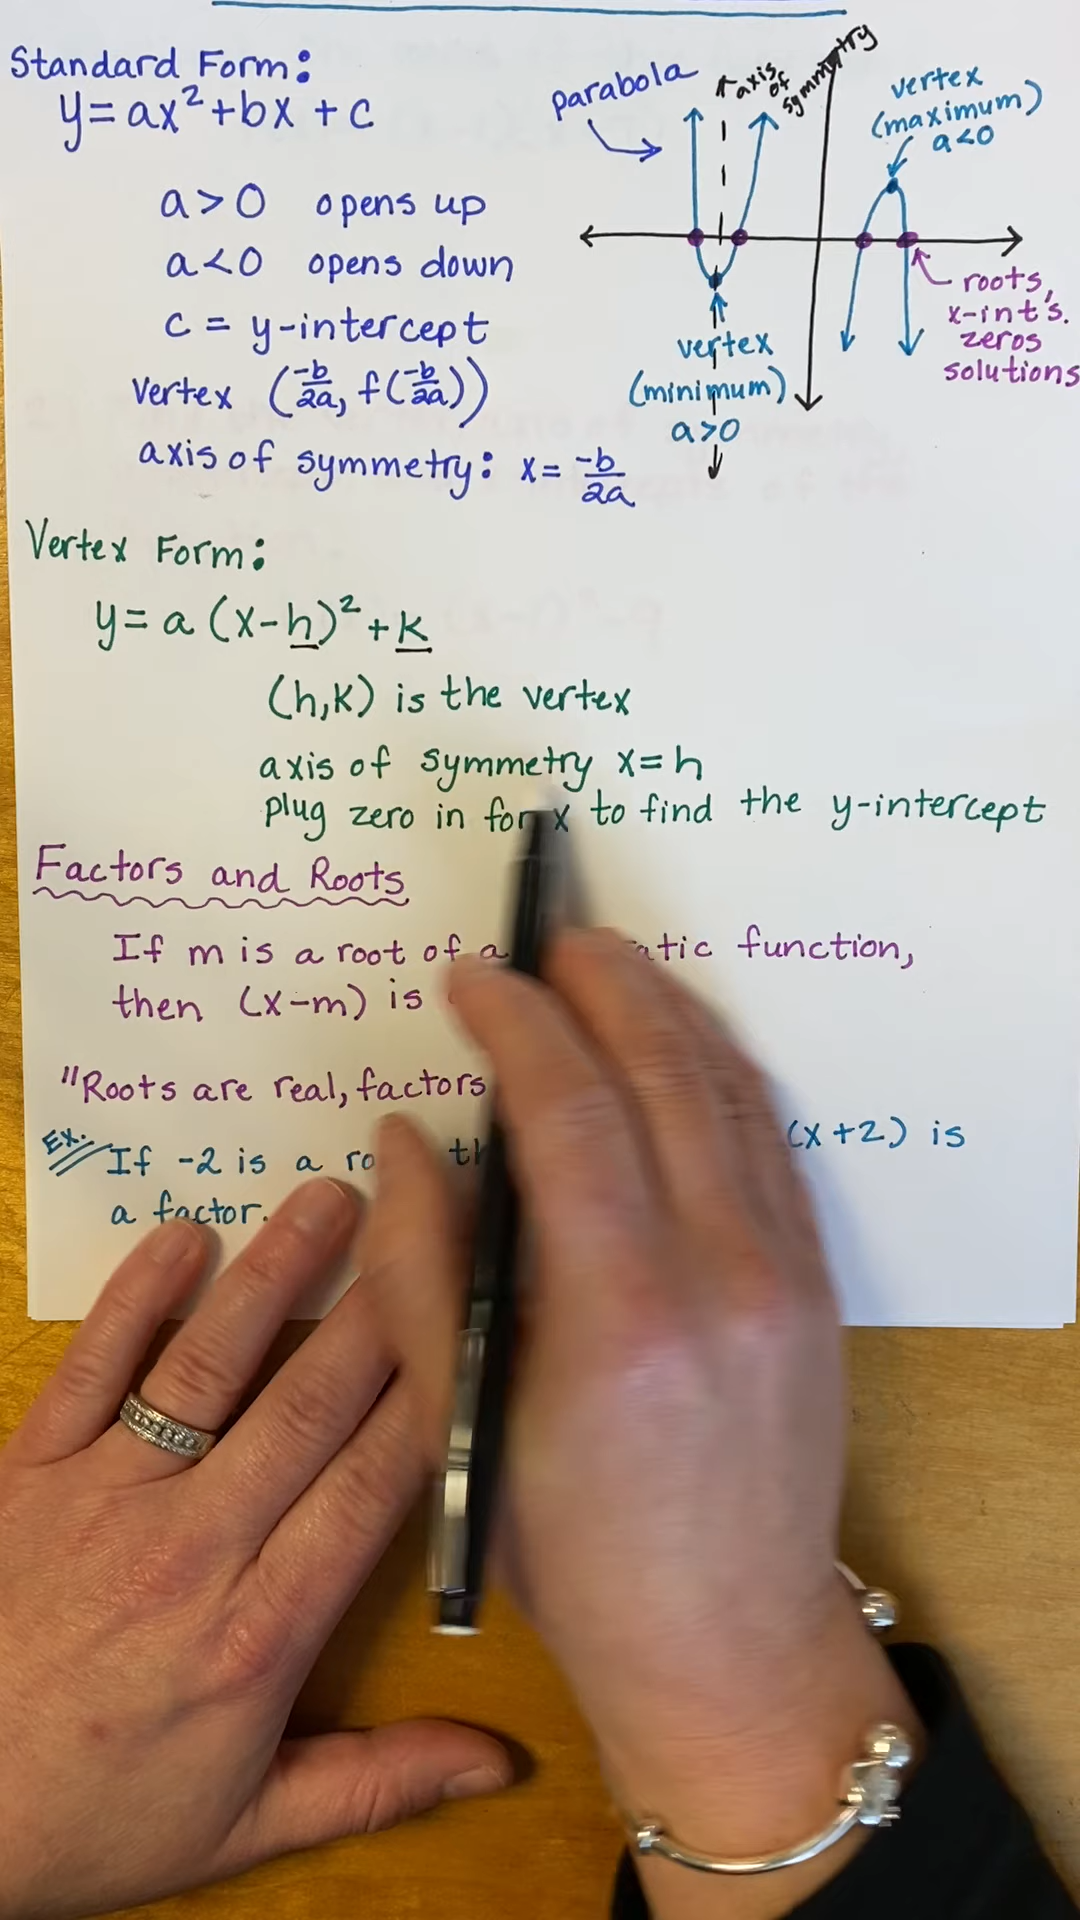 Standard Form:
y=ax²+bx+c
a>0 opens up
a<0 opens down
c = y-intercept
Vertex (-b/2a, f(-b/2a))
axis of symmetry: x= -b/2a
parabola
axis of symmetry
vertex
(maximum)
a<0
roots,
x-int's.
zeros
solutions
vertex
(minimum)
a>0
Vertex Form:
y= a (x-h)²+k
(h,k) is the vertex
axis of symmetry x=h
plug zero in for x to find the y-intercept
Factors and Roots
If m is a root of a function,
then (x-m) is
"Roots are real, factors
Ex. If -2 is a (x+2) is
a factor.